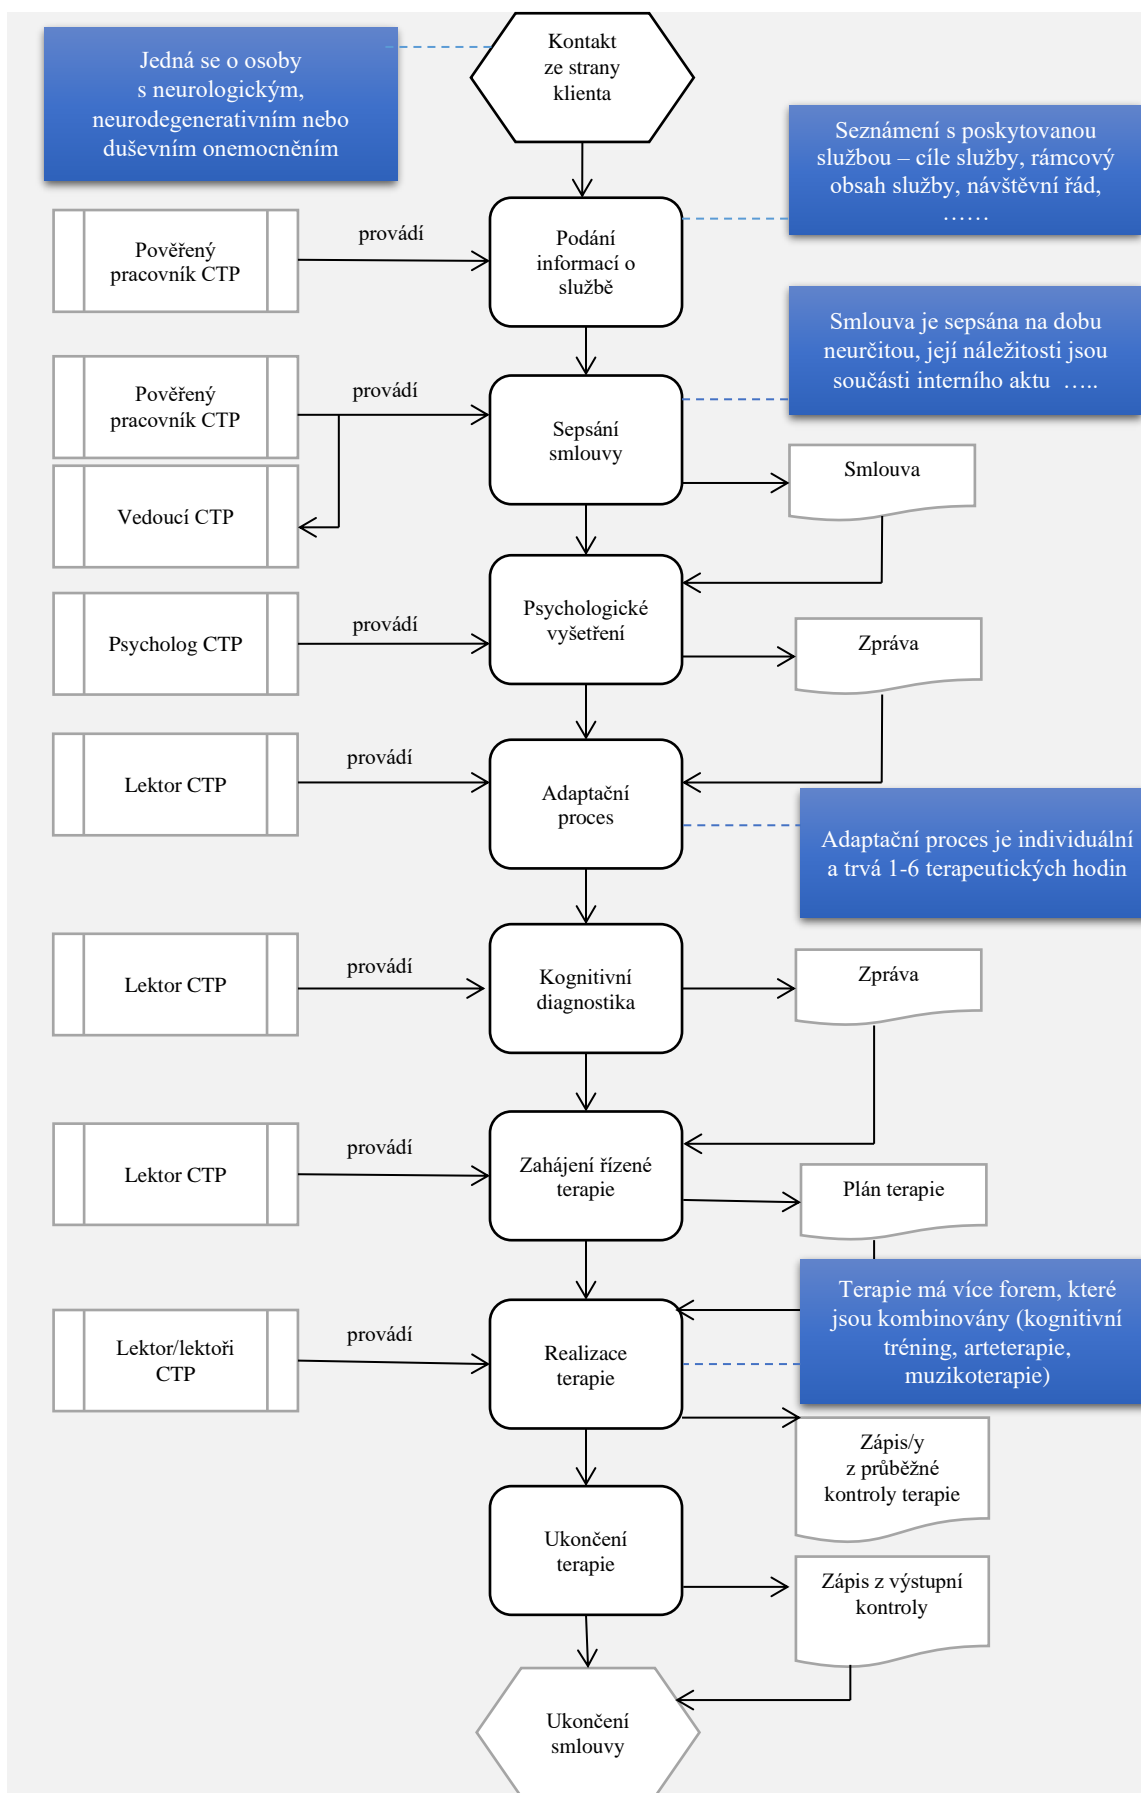 Kontakt
ze strany
klienta
Jedná se o osoby
s neurologickým,
neurodegenerativním nebo
duševním onemocněním
Seznámení s poskytovanou
službou – cíle služby, rámcový
obsah služby, návštěvní řád,
……
Pověřený
pracovník CTP
provádí
Podání
informací o
službě
Smlouva je sepsána na dobu
neurčitou, její náležitosti jsou
součásti interního aktu …..
Pověřený
pracovník CTP
provádí
Sepsání
smlouvy
Smlouva
Vedoucí CTP
Psycholog CTP
provádí
Psychologické
vyšetření
Zpráva
Lektor CTP
provádí
Adaptační
proces
Adaptační proces je individuální
a trvá 1-6 terapeutických hodin
Lektor CTP
provádí
Kognitivní
diagnostika
Zpráva
Lektor CTP
provádí
Zahájení řízené
terapie
Plán terapie
Lektor/lektoři
CTP
provádí
Realizace
terapie
Terapie má více forem, které
jsou kombinovány (kognitivní
tréning, arteterapie,
muzikoterapie)
Zápis/y
z průběžné
kontroly terapie
Ukončení
terapie
Zápis z výstupní
kontroly
Ukončení
smlouvy